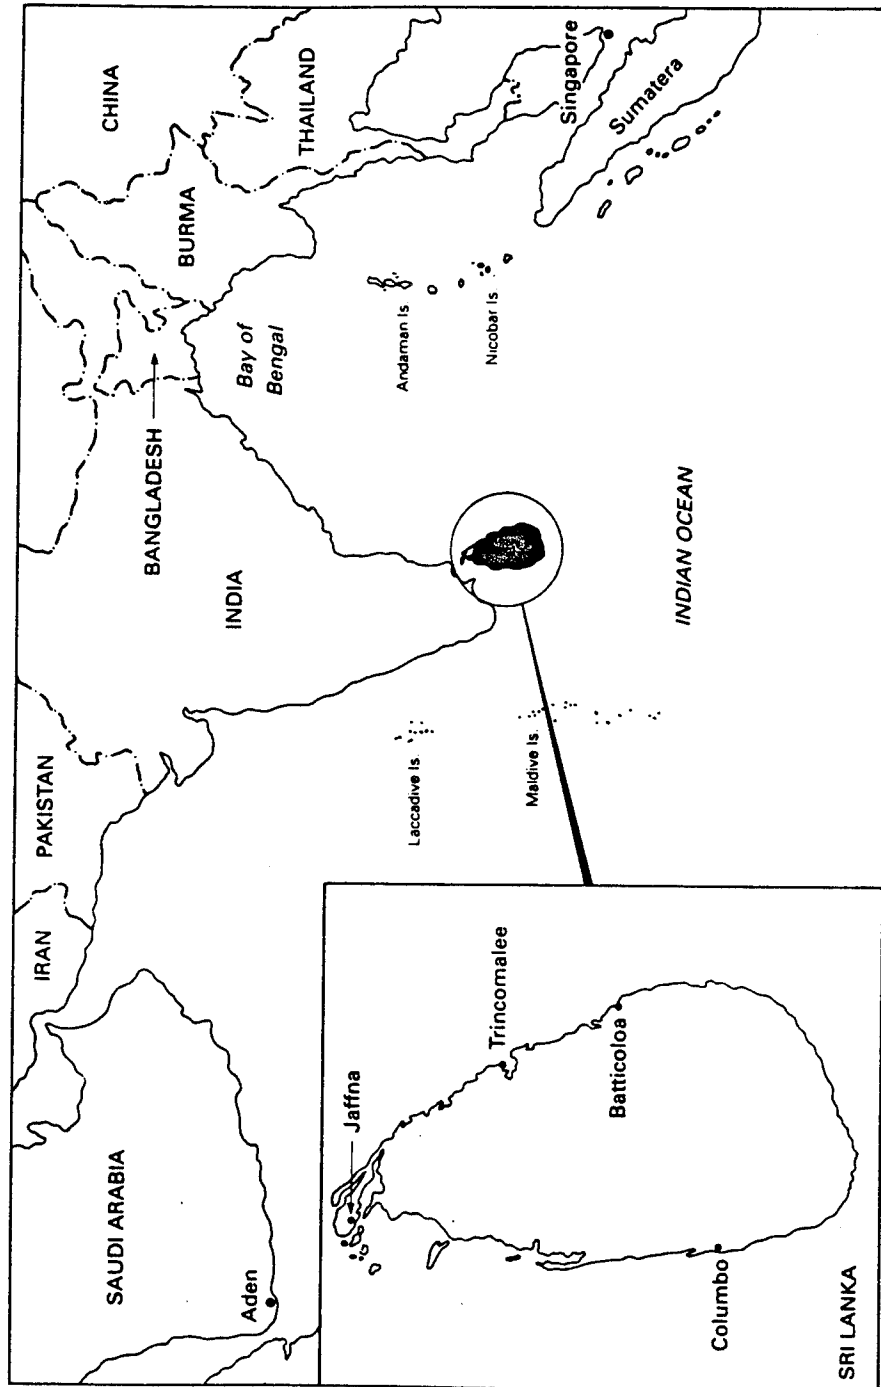 CHINA
IRAN
PAKISTAN
BURMA
THAILAND
SAUDI ARABIA
BANGLADESH
INDIA
Bay of
Bengal
Aden
Andaman Is.
Nicobar Is.
Singapore
Sumatera
Laccadive Is.
Maldive Is.
INDIAN OCEAN
Jaffna
Trincomalee
Batticoloa
Columbo
SRI LANKA